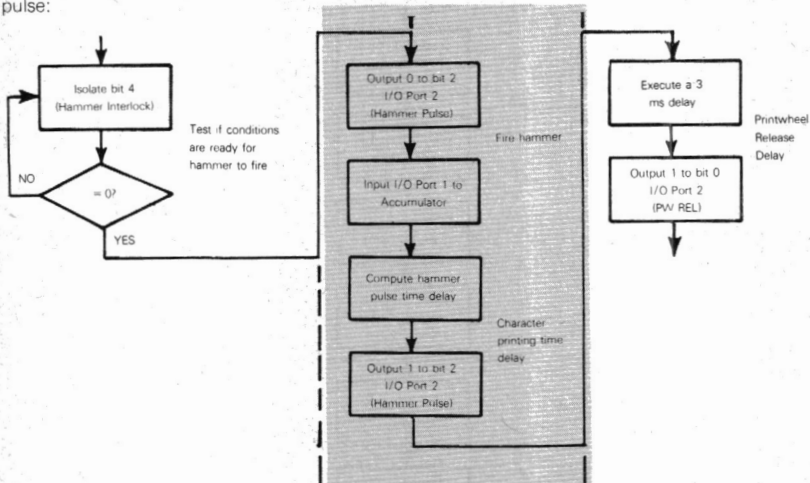 pulse:
Isolate bit 4
(Hammer Interlock)
Test if conditions
are ready for
hammer to fire
NO
= 0?
YES
Output 0 to bit 2
I/O Port 2
(Hammer Pulse)
Fire hammer
Input I/O Port 1 to
Accumulator
Compute hammer
pulse time delay
Character
printing time
delay
Output 1 to bit 2
I/O Port 2
(Hammer Pulse)
Execute a 3
ms delay
Printwheel
Release
Delay
Output 1 to bit 0
I/O Port 2
(PW REL)